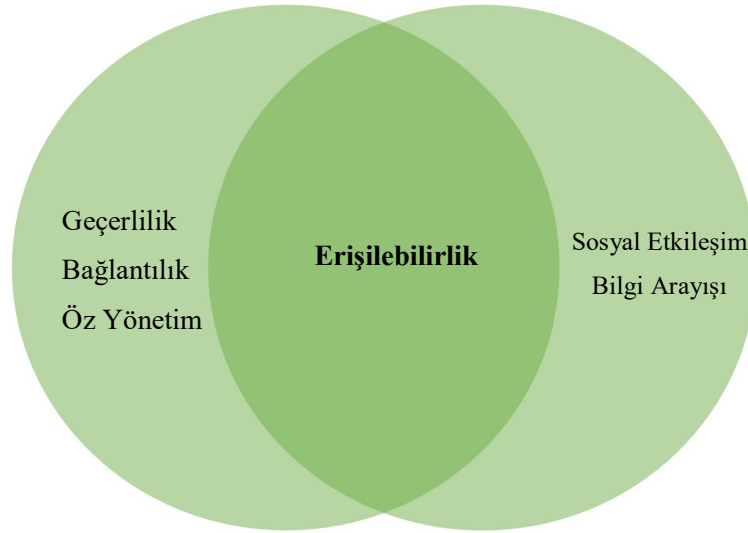 Geçerlilik
Bağlantılık
Öz Yönetim
Erişilebilirlik
Sosyal Etkileşim
Bilgi Arayışı